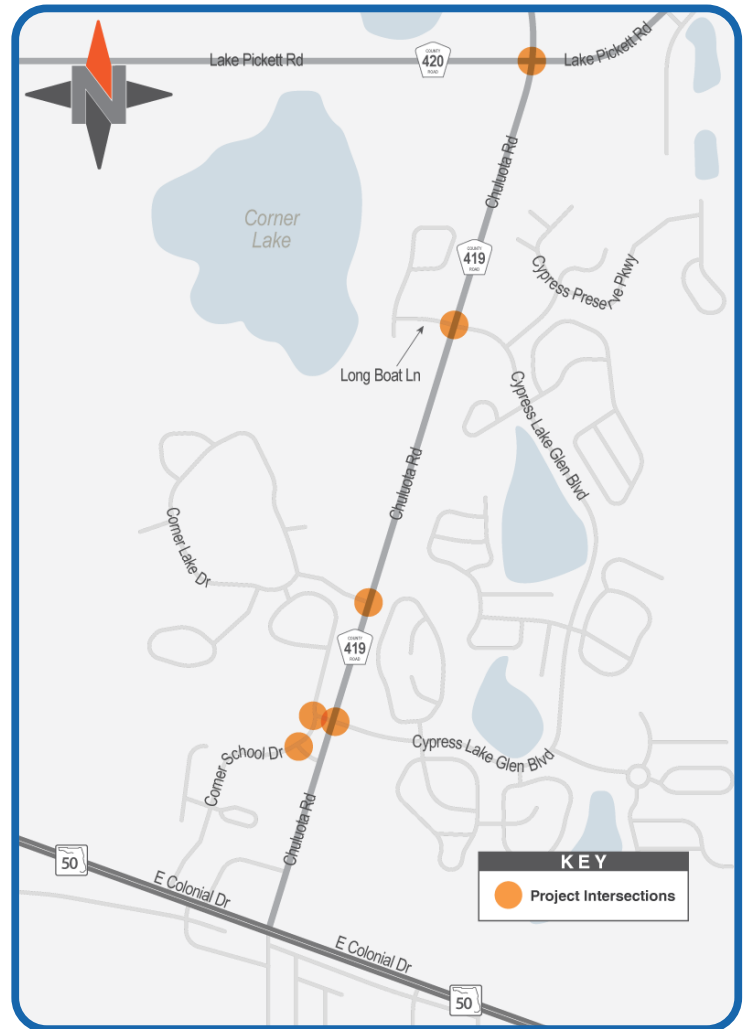 Lake Pickett Rd
COUNTY
420
ROAD
Lake Pickett Rd
N
Chuluota Rd
Corner
Lake
COUNTY
419
ROAD
Cypress Preserve Pkwy
Long Boat Ln
Cypress Lake Glen Blvd
Chuluota Rd
Corner Lake Dr
COUNTY
419
ROAD
Cypress Lake Glen Blvd
Corner School Dr
Chuluota Rd
50
E Colonial Dr
KEY
Project Intersections
E Colonial Dr
50